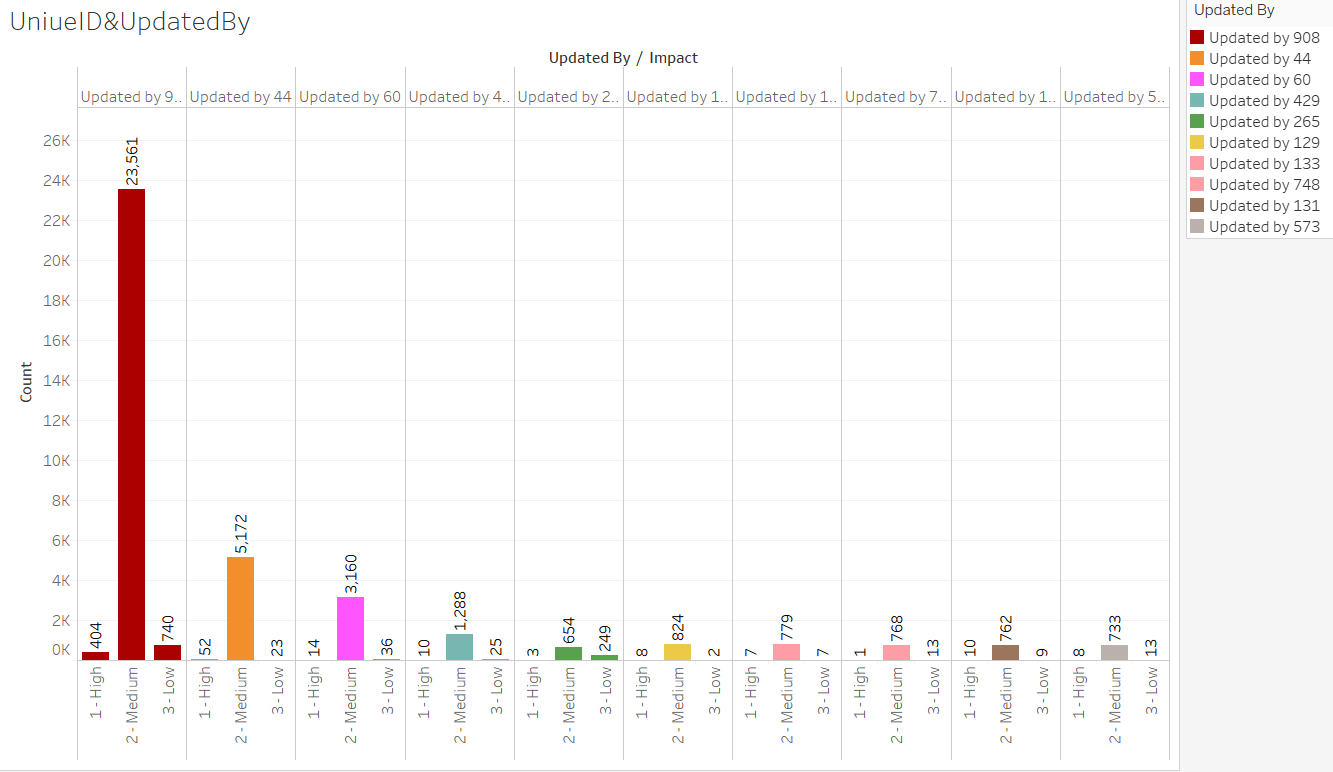 UniueID&UpdatedBy
Updated By / Impact
Updated by 9.. Updated by 44 Updated by 60 Updated by 4.. Updated by 2.. Updated by 1.. Updated by 1.. Updated by 7.. Updated by 1.. Updated by 5..
26K
24K
22K
20K
18K
16K
14K
12K
10K
8K
6K
4K
2K
0K
Count
404 23,561 740 52 5,172 23 14 3,160 36 10 1,288 25 3 654 249 8 824 2 7 779 7 1 768 13 10 762 9 8 733 13
1 - High 2 - Medium 3 - Low 1 - High 2 - Medium 3 - Low 1 - High 2 - Medium 3 - Low 1 - High 2 - Medium 3 - Low 1 - High 2 - Medium 3 - Low 1 - High 2 - Medium 3 - Low 1 - High 2 - Medium 3 - Low 1 - High 2 - Medium 3 - Low 1 - High 2 - Medium 3 - Low 1 - High 2 - Medium 3 - Low
Updated By
Updated by 908
Updated by 44
Updated by 60
Updated by 429
Updated by 265
Updated by 129
Updated by 133
Updated by 748
Updated by 131
Updated by 573